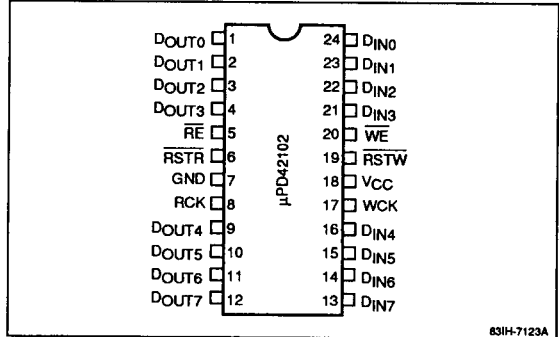 DOUT0 1 24 DIN0
DOUT1 2 23 DIN1
DOUT2 3 22 DIN2
DOUT3 4 21 DIN3
RE 5 20 WE
RSTR 6 19 RSTW
GND 7 18 VCC
RCK 8 17 WCK
DOUT4 9 16 DIN4
DOUT5 10 15 DIN5
DOUT6 11 14 DIN6
DOUT7 12 13 DIN7
μPD42102
83IH-7123A